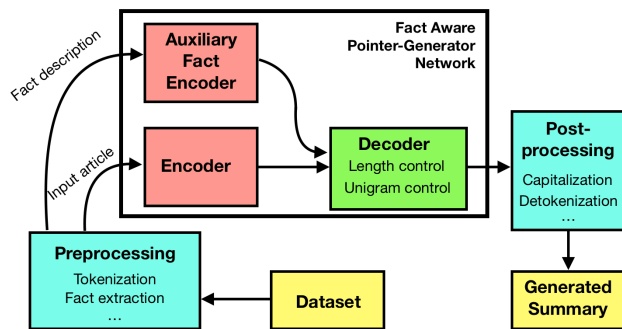 Fact Aware
Pointer-Generator
Network
Auxiliary
Fact
Encoder
Fact description
Input article
Encoder
Decoder
Length control
Unigram control
Post-
processing
Capitalization
Detokenization
...
Preprocessing
Tokenization
Fact extraction
...
Dataset
Generated
Summary